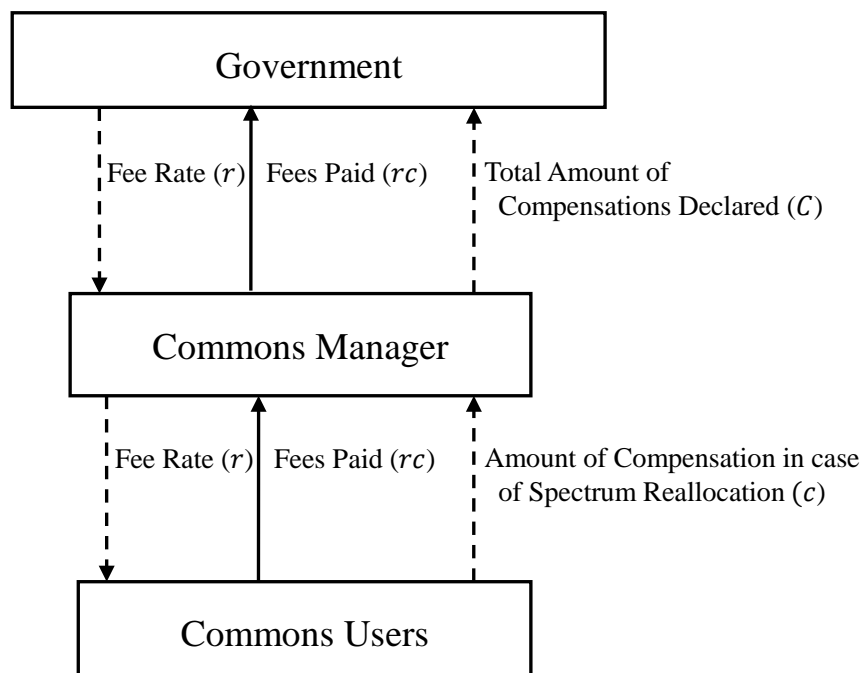 Government
Fee Rate (r)
Fees Paid (rc)
Total Amount of
Compensations Declared (C)
Commons Manager
Fee Rate (r)
Fees Paid (rc)
Amount of Compensation in case
of Spectrum Reallocation (c)
Commons Users